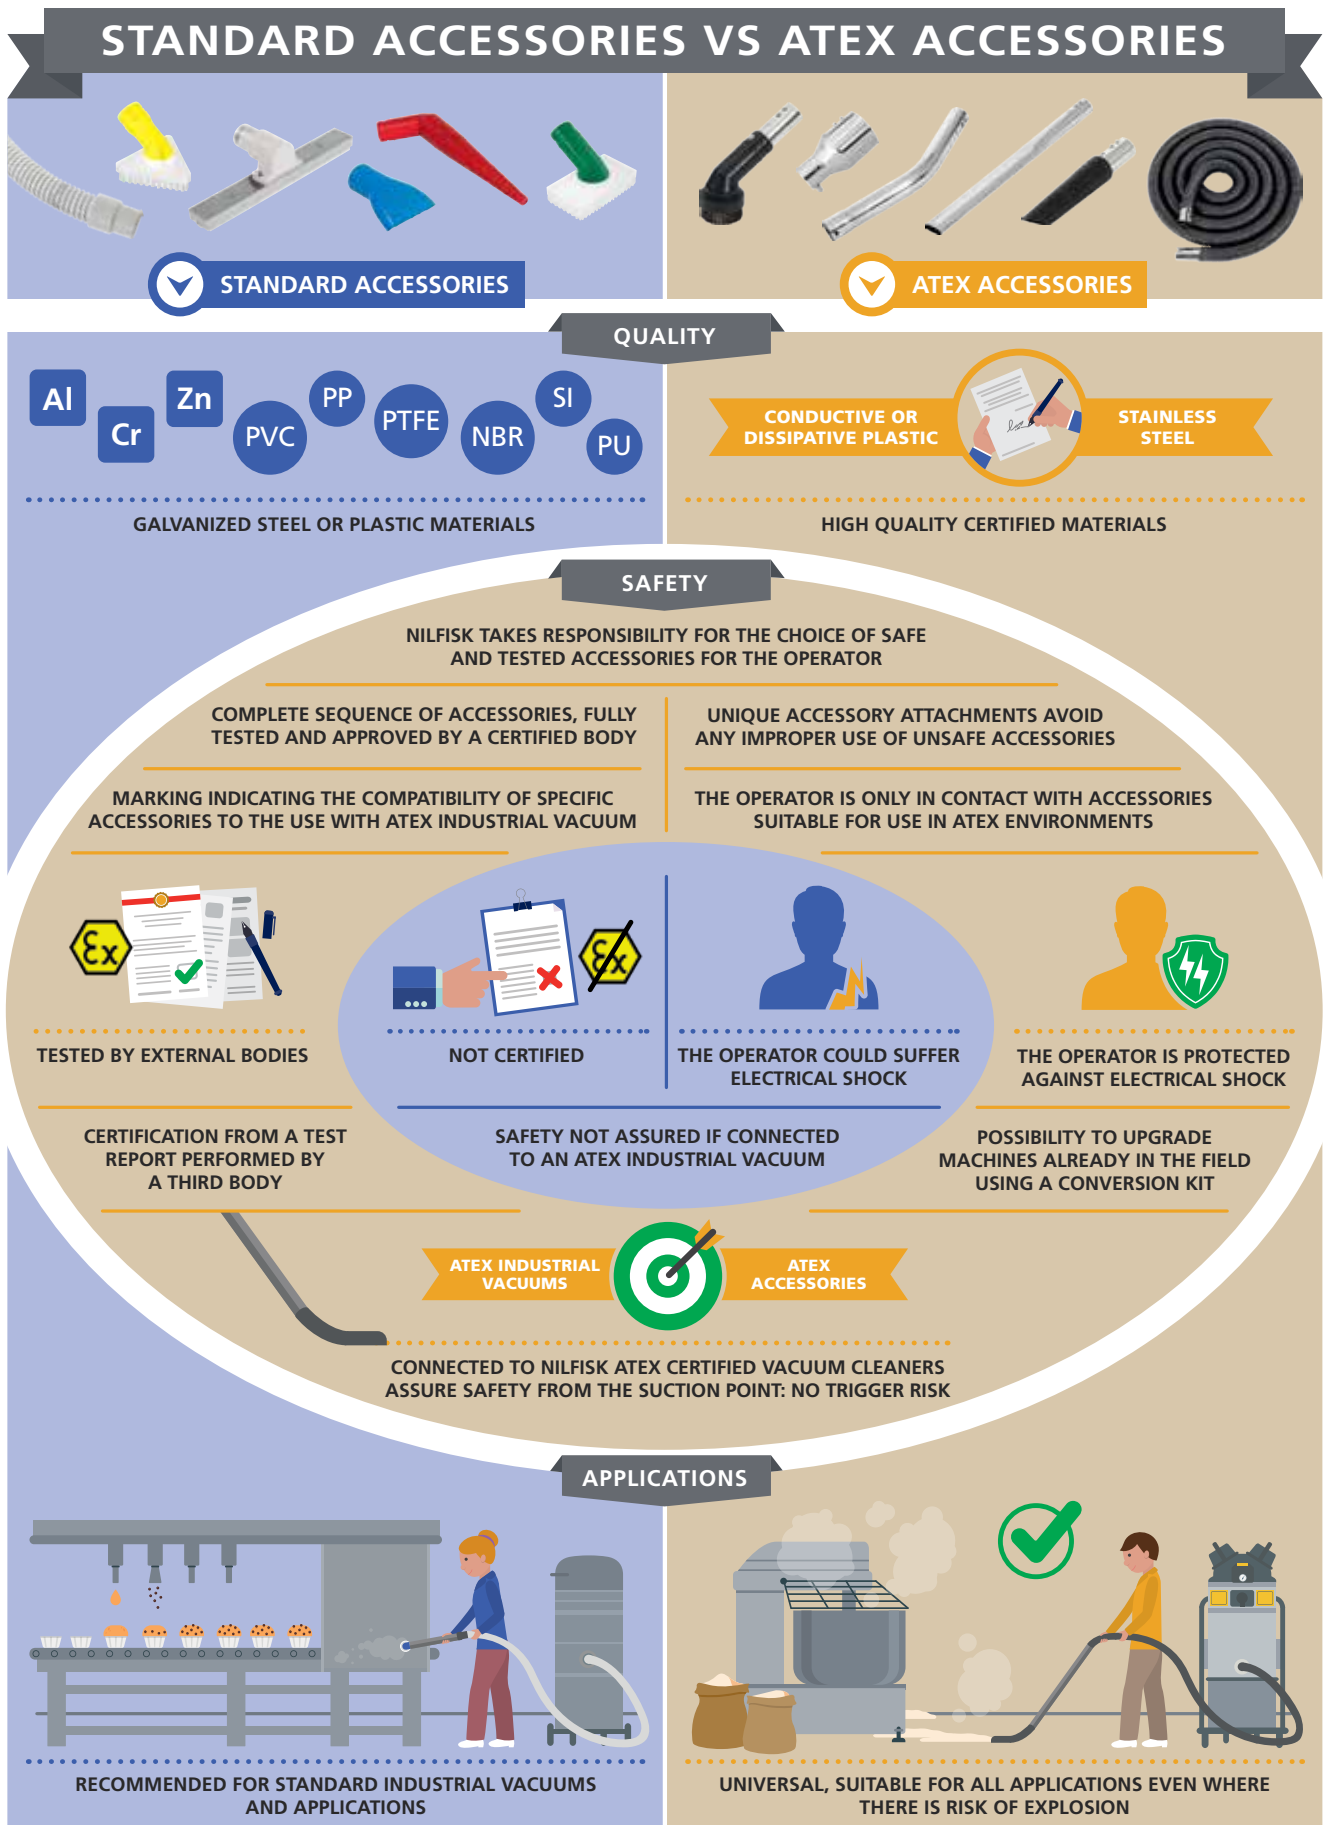 STANDARD ACCESSORIES VS ATEX ACCESSORIES
STANDARD ACCESSORIES
ATEX ACCESSORIES
QUALITY
Al
Cr
Zn
PVC
PP
PTFE
NBR
SI
PU
GALVANIZED STEEL OR PLASTIC MATERIALS
CONDUCTIVE OR
DISSIPATIVE PLASTIC
STAINLESS
STEEL
HIGH QUALITY CERTIFIED MATERIALS
SAFETY
NILFISK TAKES RESPONSIBILITY FOR THE CHOICE OF SAFE
AND TESTED ACCESSORIES FOR THE OPERATOR
COMPLETE SEQUENCE OF ACCESSORIES, FULLY
TESTED AND APPROVED BY A CERTIFIED BODY
UNIQUE ACCESSORY ATTACHMENTS AVOID
ANY IMPROPER USE OF UNSAFE ACCESSORIES
MARKING INDICATING THE COMPATIBILITY OF SPECIFIC
ACCESSORIES TO THE USE WITH ATEX INDUSTRIAL VACUUM
THE OPERATOR IS ONLY IN CONTACT WITH ACCESSORIES
SUITABLE FOR USE IN ATEX ENVIRONMENTS
Ex
Ex
TESTED BY EXTERNAL BODIES
NOT CERTIFIED
THE OPERATOR COULD SUFFER
ELECTRICAL SHOCK
THE OPERATOR IS PROTECTED
AGAINST ELECTRICAL SHOCK
CERTIFICATION FROM A TEST
REPORT PERFORMED BY
A THIRD BODY
SAFETY NOT ASSURED IF CONNECTED
TO AN ATEX INDUSTRIAL VACUUM
POSSIBILITY TO UPGRADE
MACHINES ALREADY IN THE FIELD
USING A CONVERSION KIT
ATEX INDUSTRIAL
VACUUMS
ATEX
ACCESSORIES
CONNECTED TO NILFISK ATEX CERTIFIED VACUUM CLEANERS
ASSURE SAFETY FROM THE SUCTION POINT: NO TRIGGER RISK
APPLICATIONS
RECOMMENDED FOR STANDARD INDUSTRIAL VACUUMS
AND APPLICATIONS
UNIVERSAL, SUITABLE FOR ALL APPLICATIONS EVEN WHERE
THERE IS RISK OF EXPLOSION